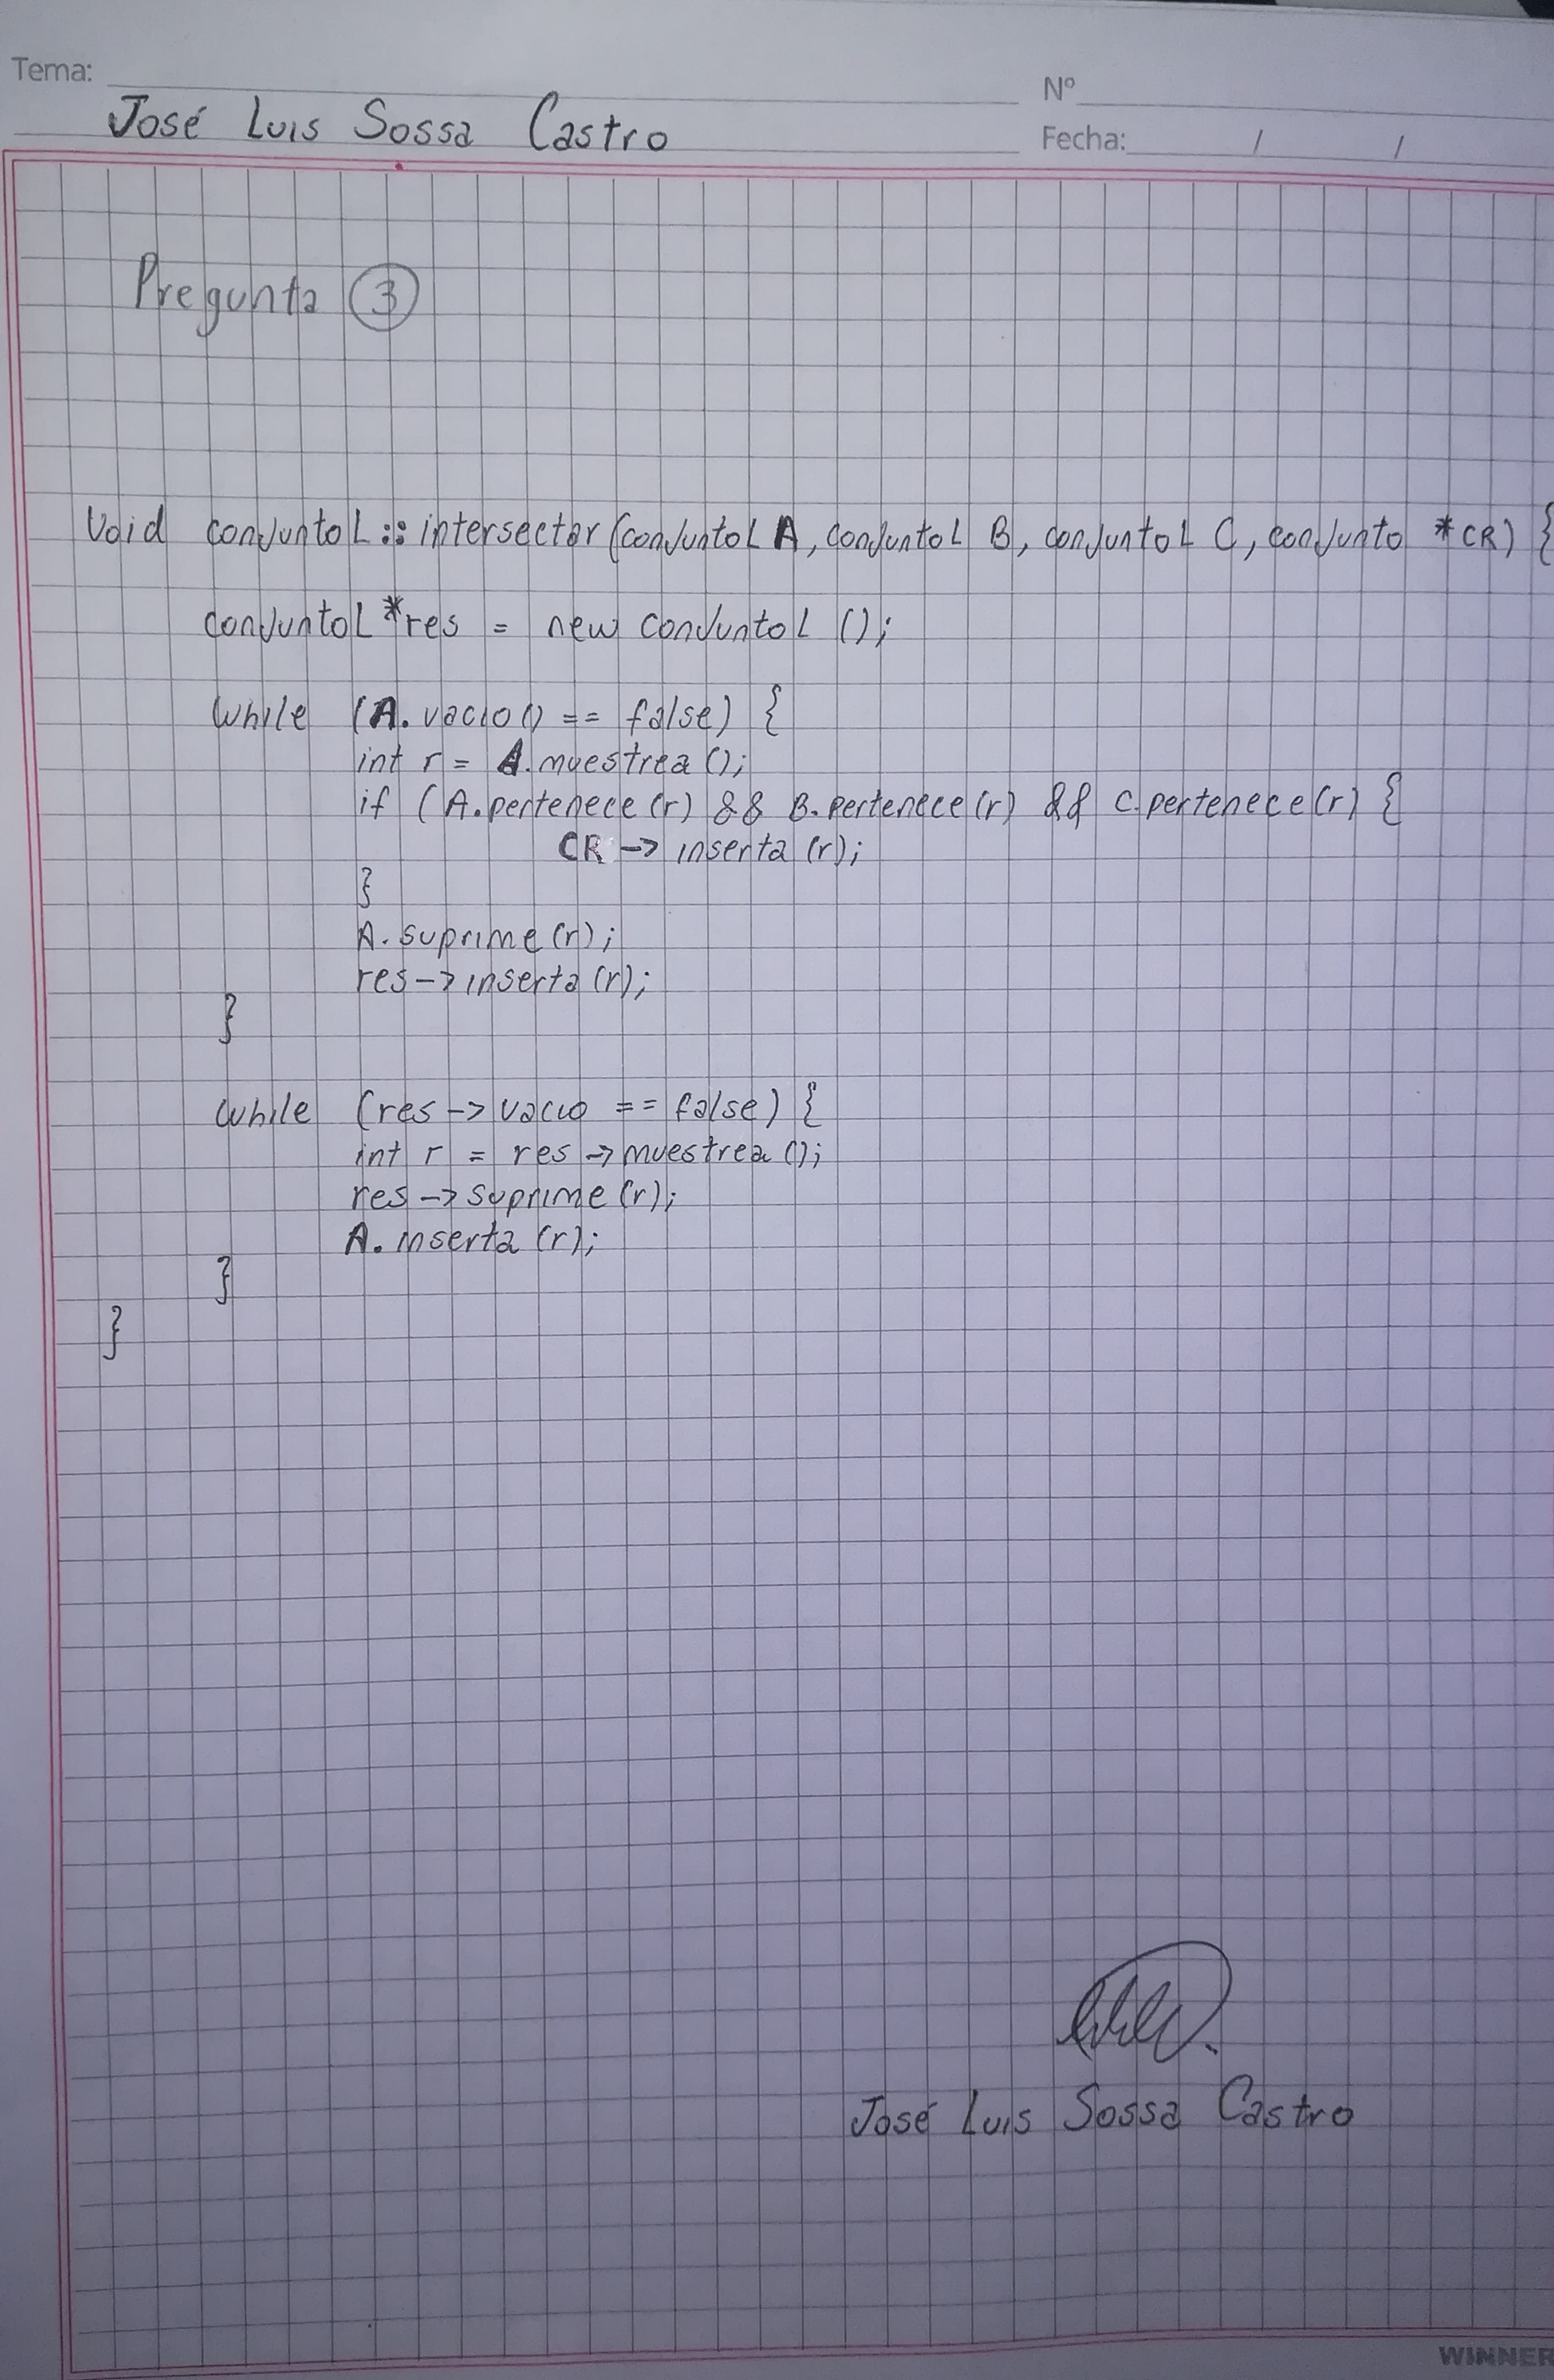 Tema:
Nº
José Luis Sossa Castro
Fecha: / /
Pregunta 3
Void conjuntoL::intersector(conjuntoL A, conjuntoL B, conjuntoL C, conjunto *CR) {
conjuntoL *res = new conjuntoL ();
while (A.vacio() == false) {
int r = A.muestrea();
if (A.pertenece(r) && B.pertenece(r) && C.pertenece(r) {
CR -> inserta (r);
}
A.suprime(r);
res->inserta(r);
}
while (res->vacio == false) {
int r = res->muestrea();
res->suprime(r);
A.inserta(r);
}
}
José Luis Sossa Castro
WINNER